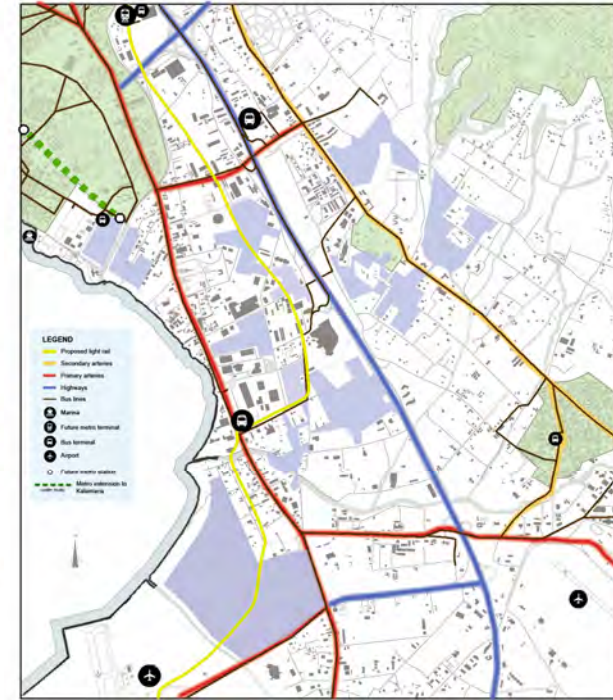 LEGEND
Proposed light rail
Secondary arteries
Primary arteries
Highways
Bus lines
Marina
Future metro terminal
Bus terminal
Airport
Future metro station
Metro extension to
Kalamaria